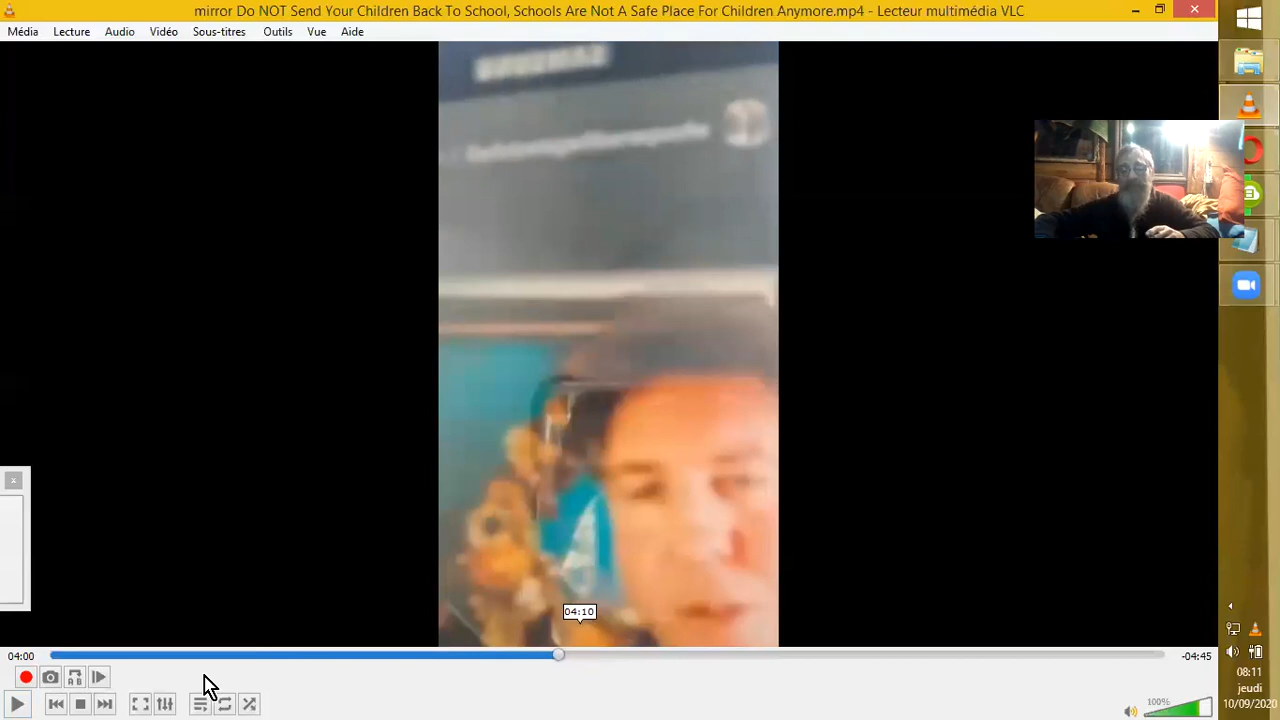 mirror Do NOT Send Your Children Back To School, Schools Are Not A Safe Place For Children Anymore.mp4 - Lecteur multimédia VLC
Média Lecture Audio Vidéo Sous-titres Outils Vue Aide
04:10
04:00
-04:45
A B
100%
08:11
jeudi
10/09/2020